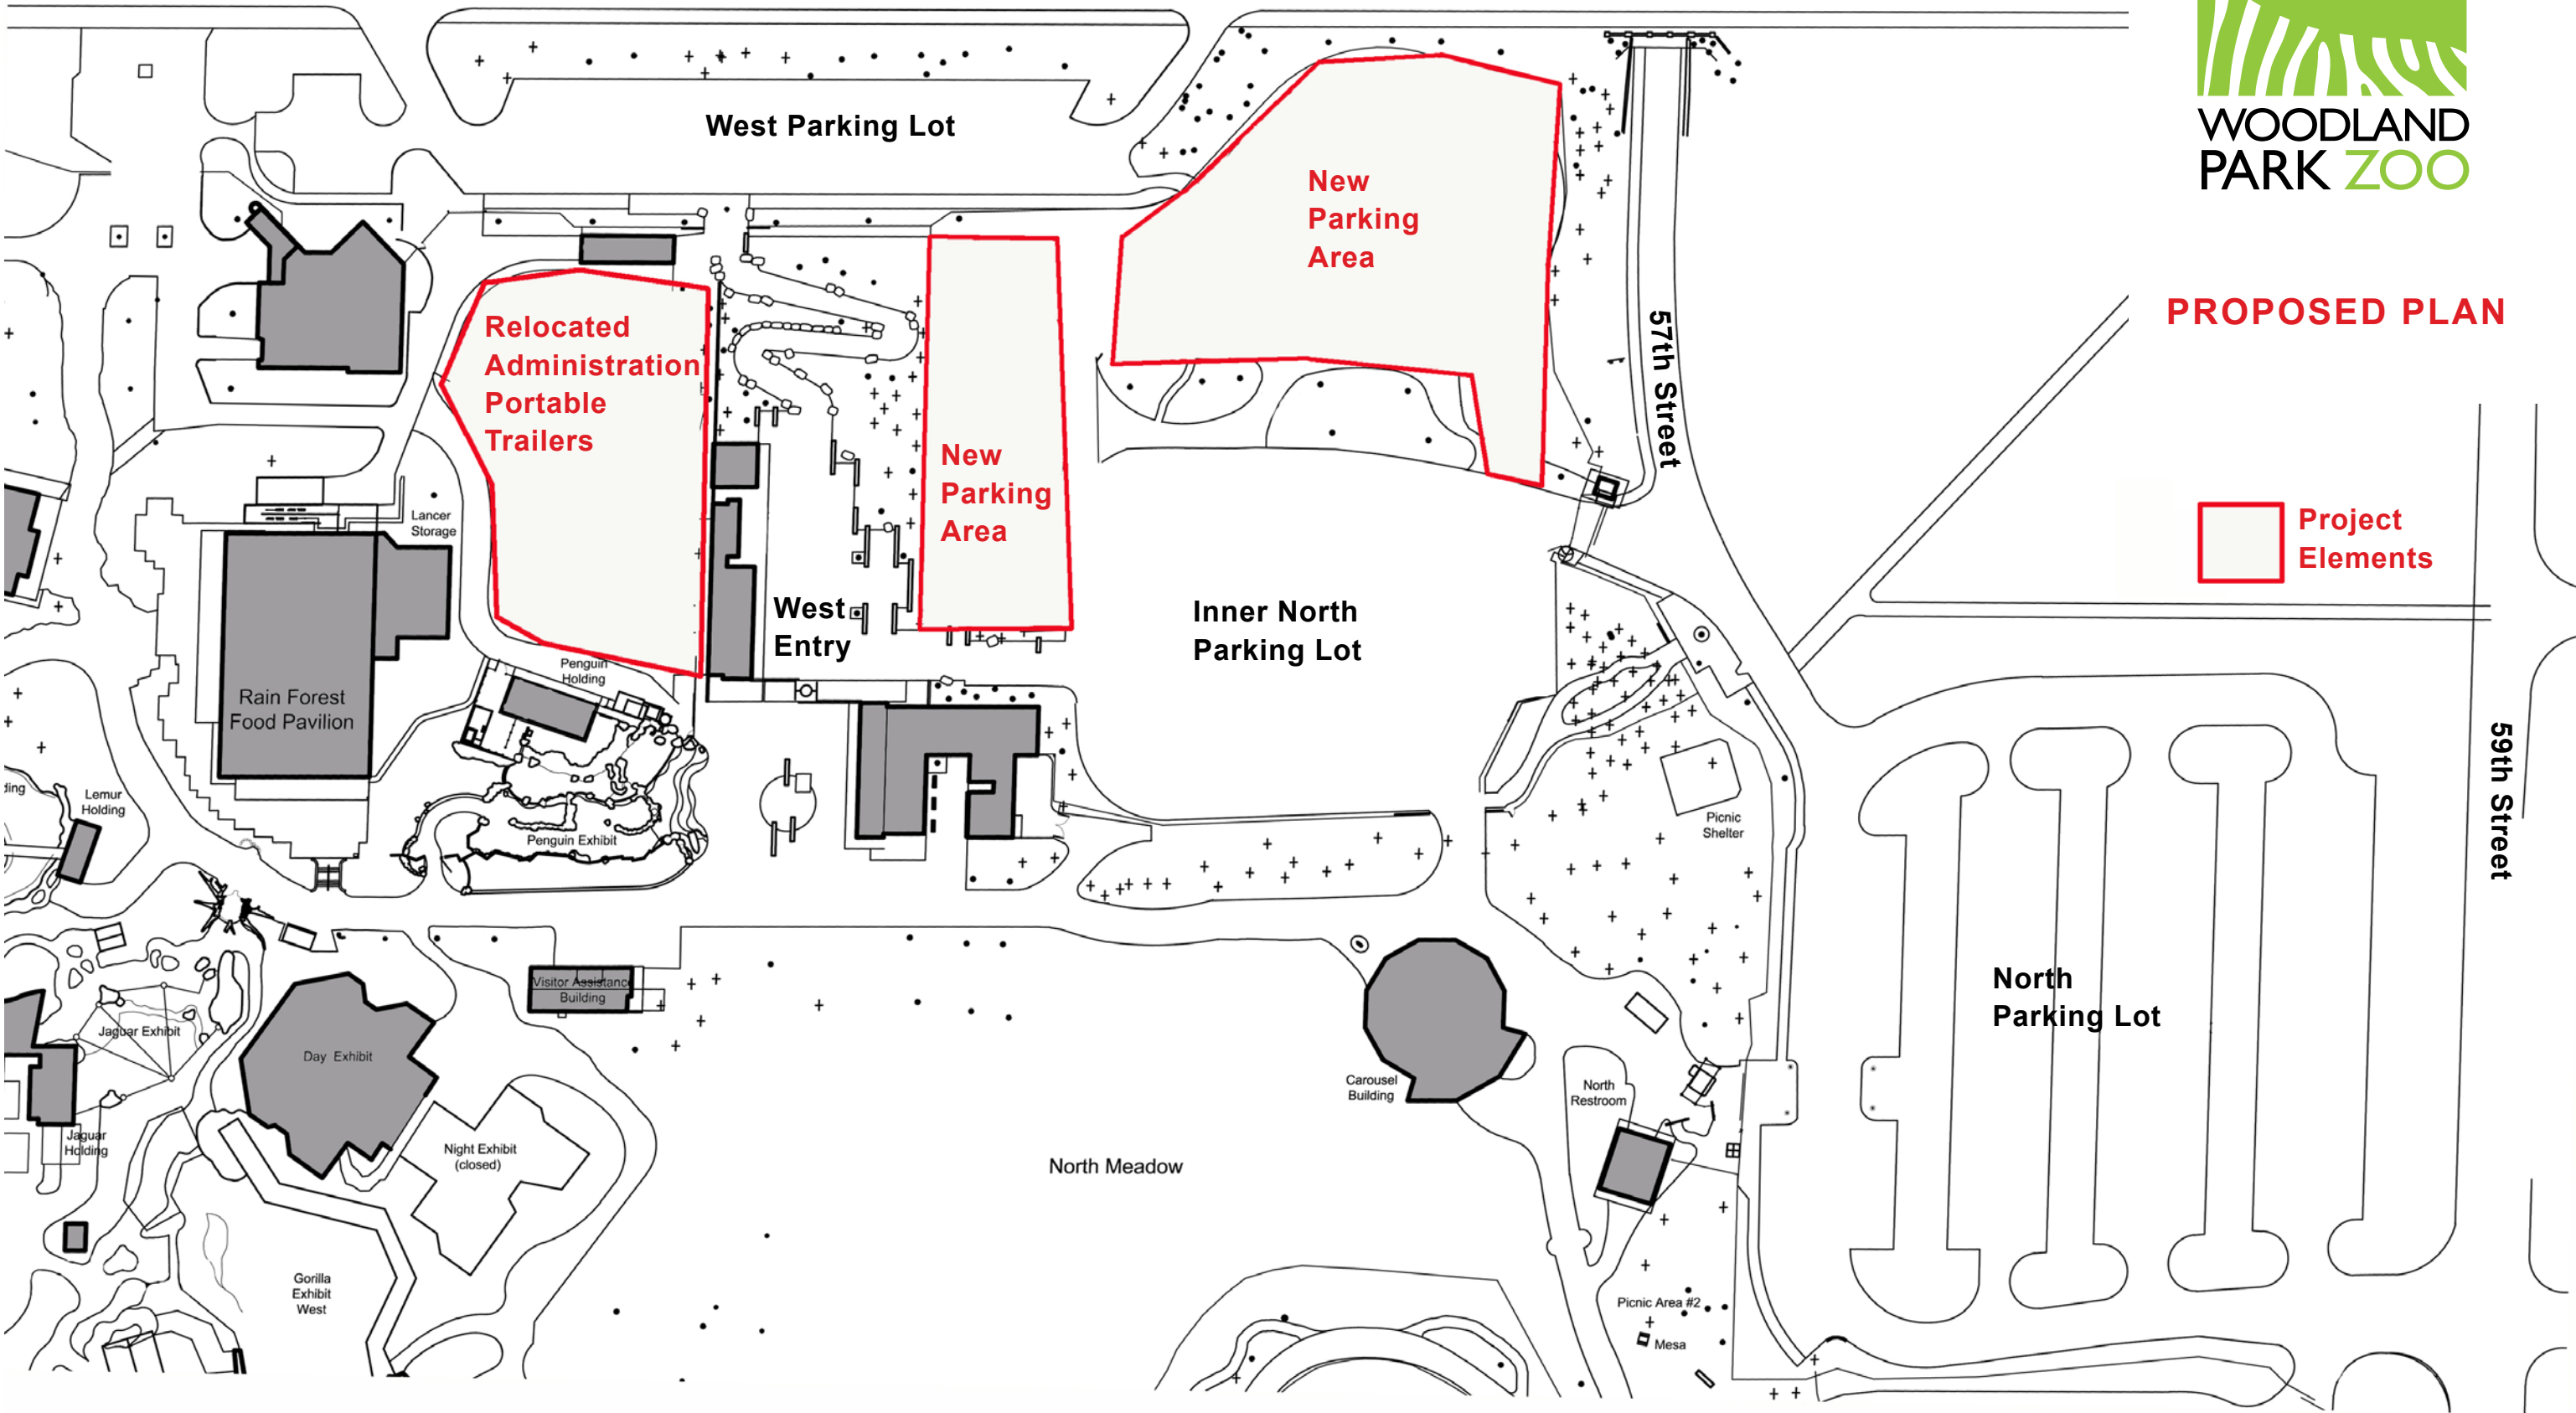 WOODLAND
PARK ZOO
PROPOSED PLAN
Project
Elements
West Parking Lot
New
Parking
Area
Relocated
Administration
Portable
Trailers
57th Street
New
Parking
Area
Lancer
Storage
West
Entry
Inner North
Parking Lot
Penguin
Holding
Rain Forest
Food Pavilion
59th Street
ding
Lemur
Holding
Penguin Exhibit
Picnic
Shelter
North
Parking Lot
Visitor Assistance
Building
Jaguar Exhibit
Day Exhibit
Carousel
Building
North
Restroom
Jaguar
Holding
Night Exhibit
(closed)
North Meadow
Gorilla
Exhibit
West
Picnic Area #2
Mesa